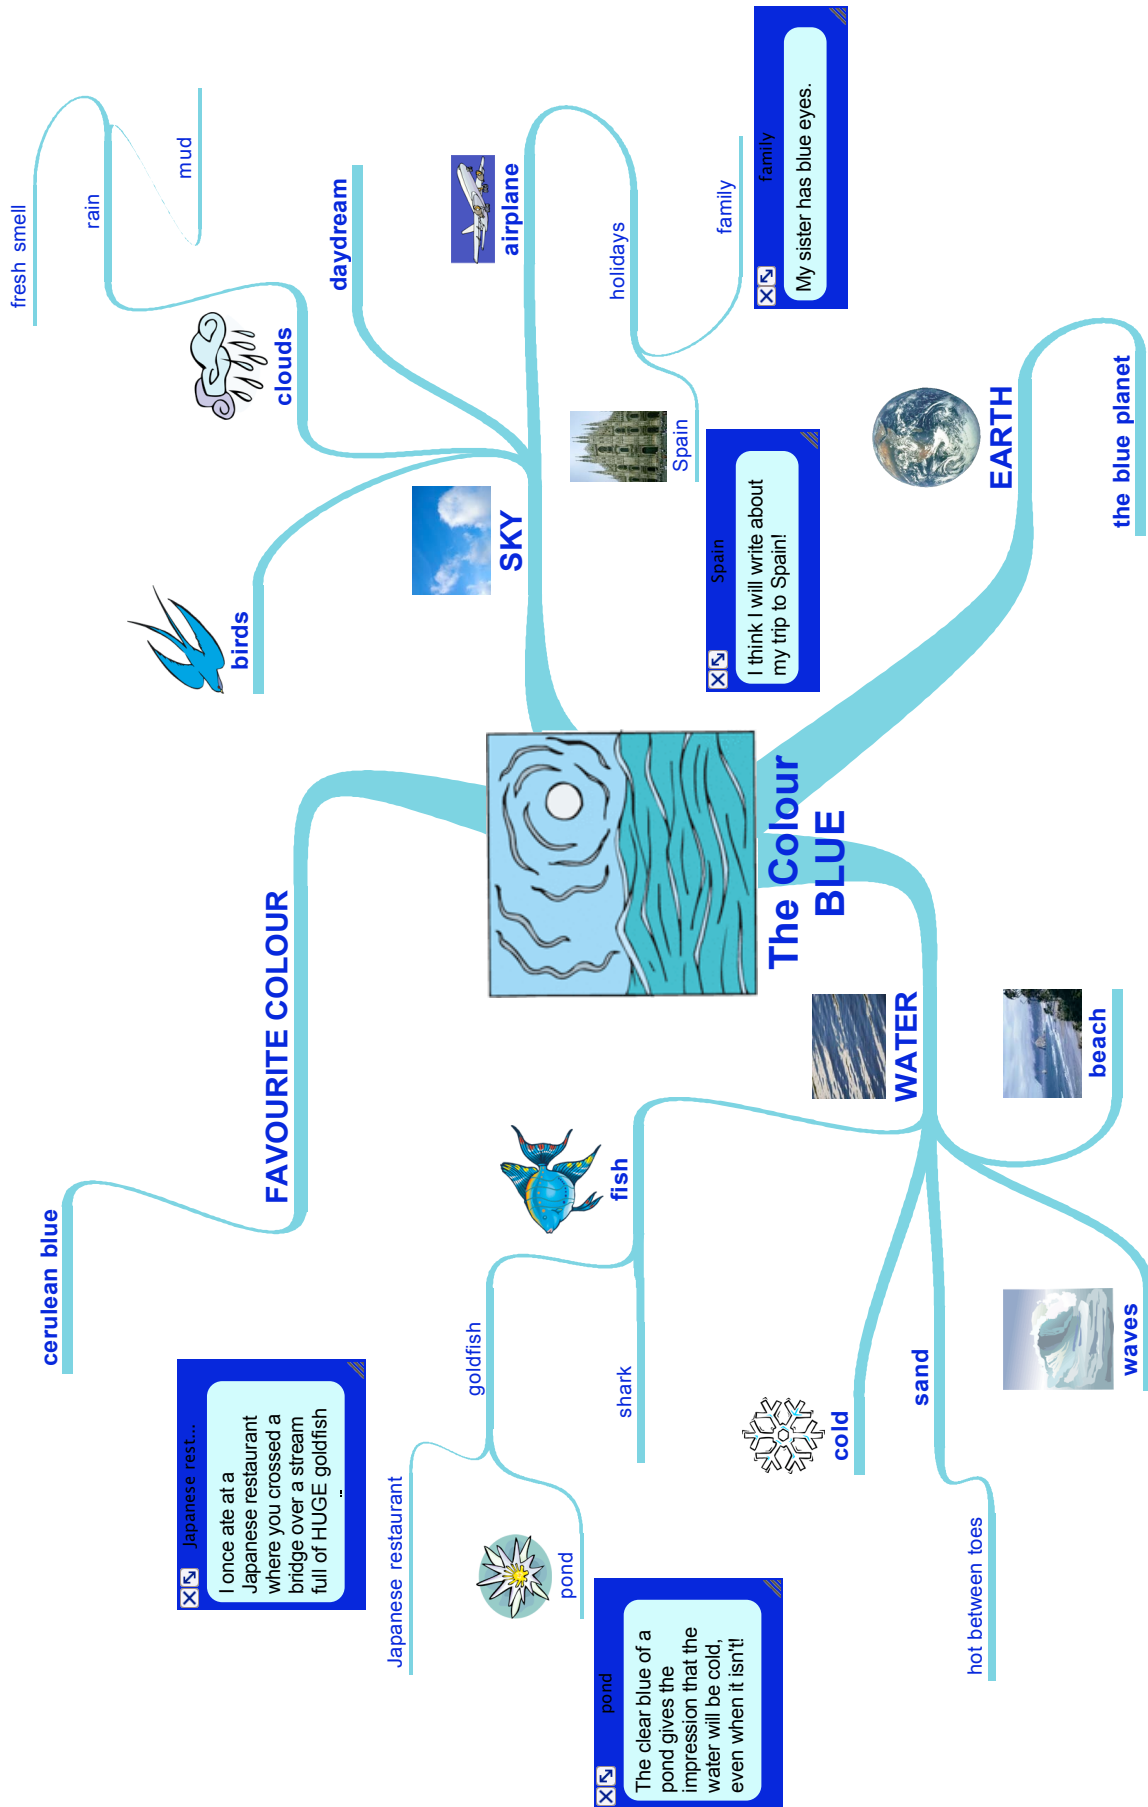 cerulean blue
FAVOURITE COLOUR
Japanese rest...
I once ate at a
Japanese restaurant
where you crossed a
bridge over a stream
full of HUGE goldfish
!!
Japanese restaurant
goldfish
pond
pond
The clear blue of a
pond gives the
impression that the
water will be cold,
even when it isn't!
shark
fish
cold
sand
hot between toes
waves
beach
WATER
The Colour
BLUE
birds
SKY
clouds
rain
fresh smell
mud
daydream
airplane
holidays
Spain
Spain
I think I will write about
my trip to Spain!
family
family
My sister has blue eyes.
EARTH
the blue planet